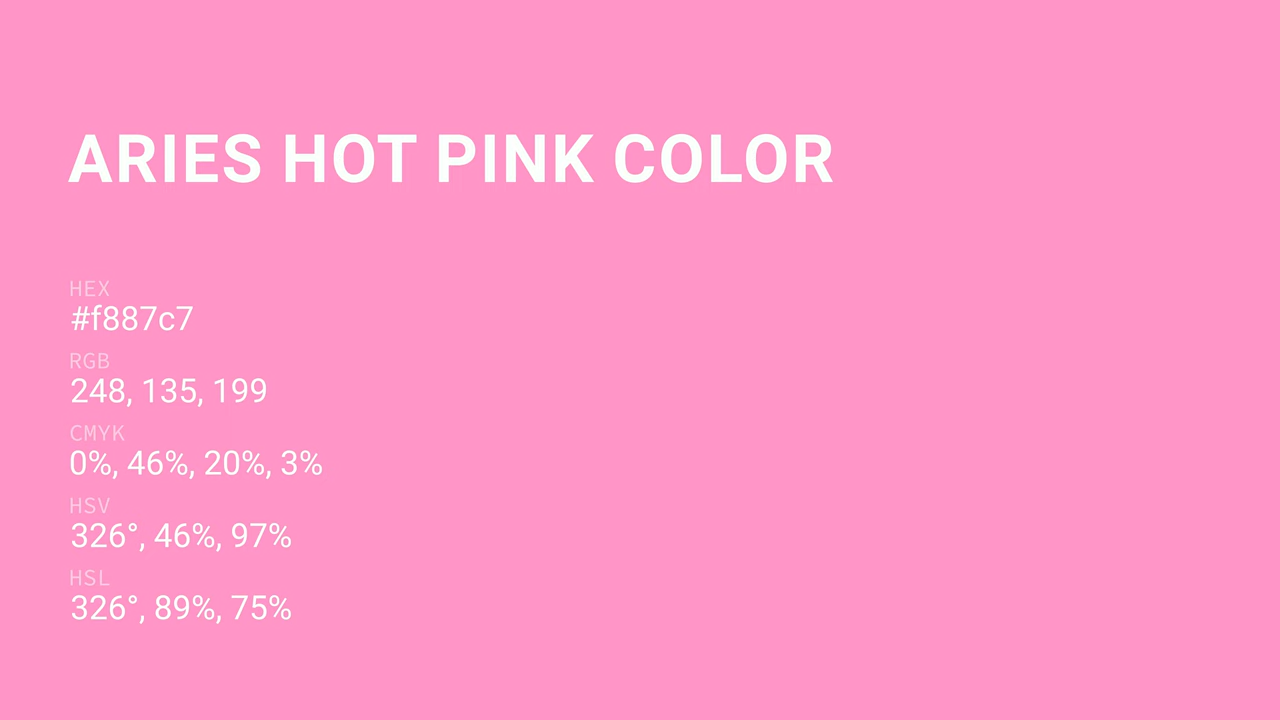 ARIES HOT PINK COLOR
HEX
#f887c7
RGB
248, 135, 199
CMYK
0%, 46%, 20%, 3%
HSV
326°, 46%, 97%
HSL
326°, 89%, 75%